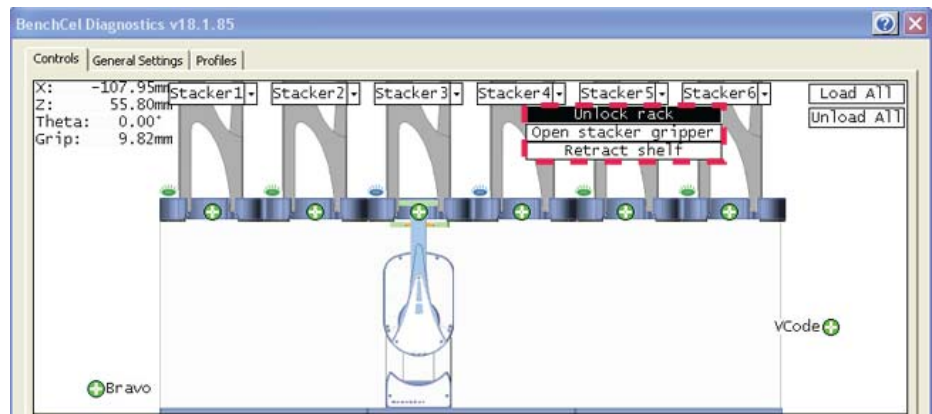 BenchCel Diagnostics v18.1.85
Controls General Settings Profiles
X: -107.95mm
Z: 55.80mm
Theta: 0.00°
Grip: 9.82mm
Stacker1 Stacker2 Stacker3 Stacker4 Stacker5 Stacker6
Load All
Unload All
Unlock rack
Open stacker gripper
Retract shelf
VCode
Bravo